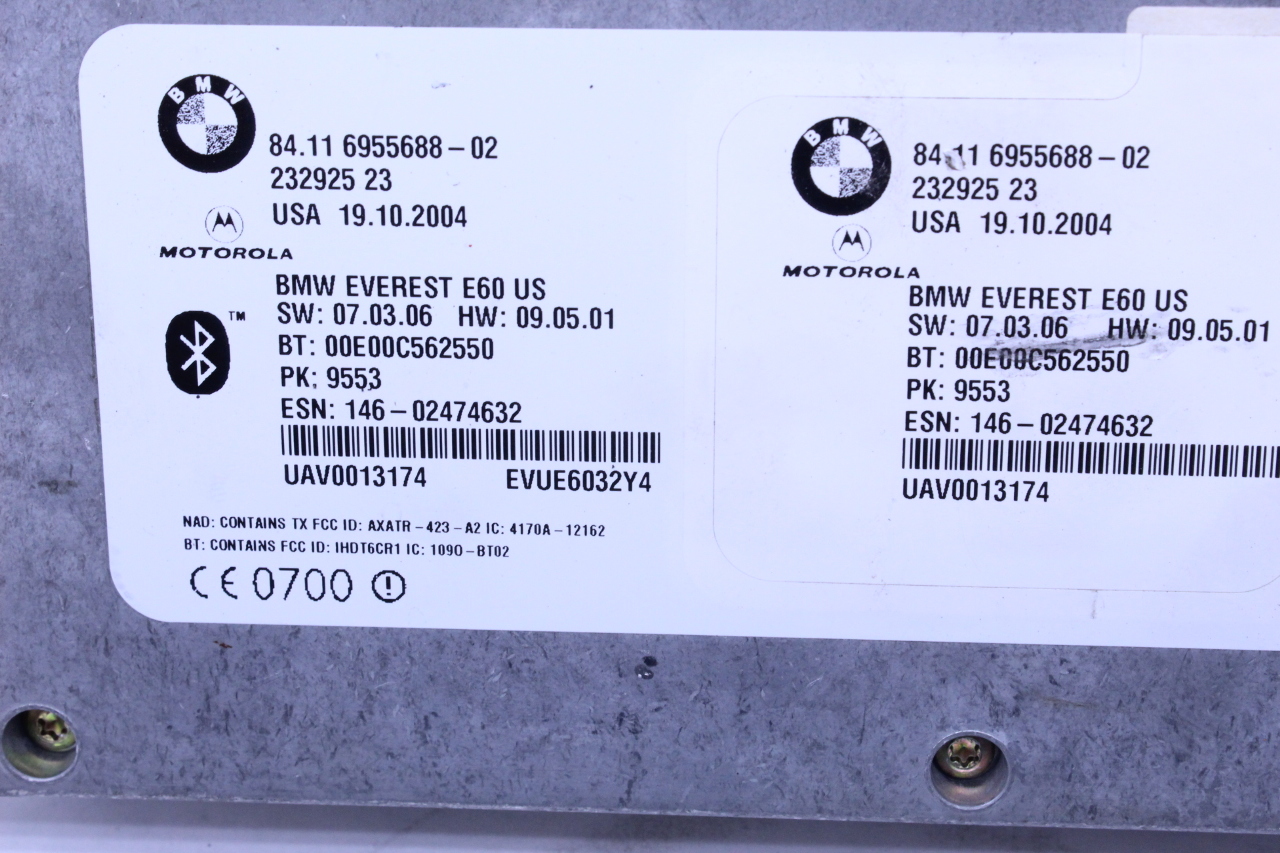 BMW
84.11 6955688-02
232925 23
USA 19.10.2004
MOTOROLA
BMW EVEREST E60 US
SW: 07.03.06 HW: 09.05.01
TM
BT: 00E00C562550
PK: 9553
ESN: 146-02474632
UAV0013174 EVUE6032Y4
NAD: CONTAINS TX FCC ID: AXATR-423-A2 IC: 4170A-12162
BT: CONTAINS FCC ID: IHDT6CR1 IC: 109O-BT02
CE 0700
BMW
84.11 6955688-02
232925 23
USA 19.10.2004
MOTOROLA
BMW EVEREST E60 US
SW: 07.03.06 HW: 09.05.01
BT: 00E00C562550
PK: 9553
ESN: 146-02474632
UAV0013174